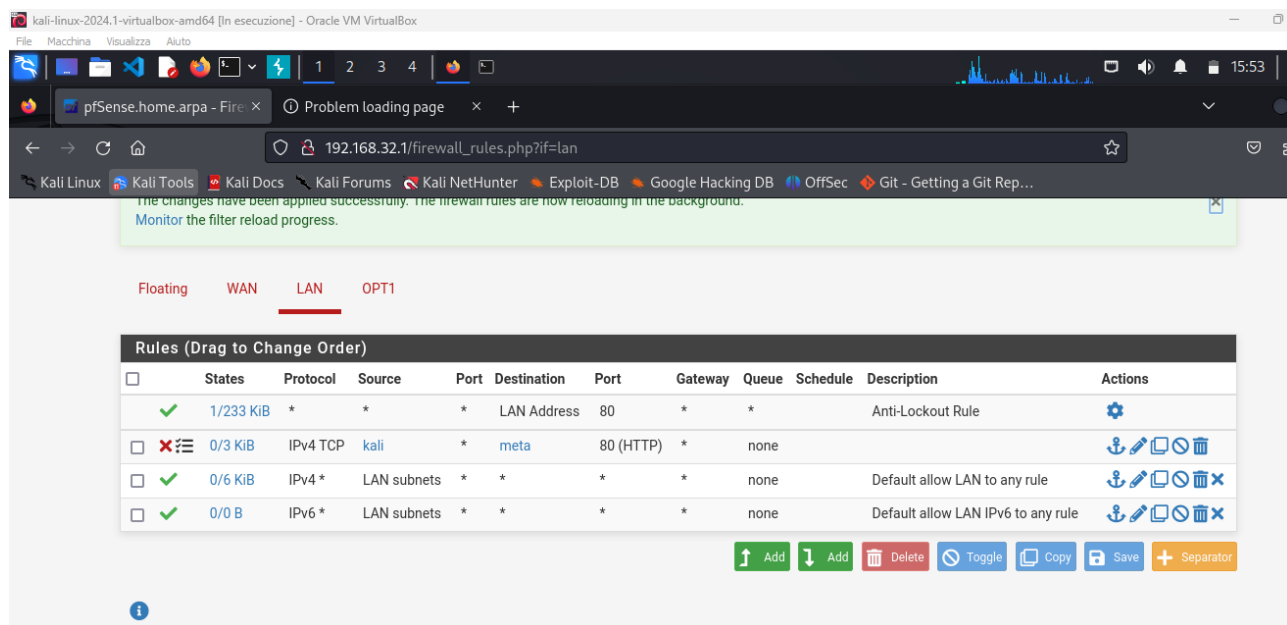 kali-linux-2024.1-virtualbox-amd64 [In esecuzione] - Oracle VM VirtualBox
File Macchina Visualizza Aiuto
1 2 3 4 15:53
pfSense.home.arpa - Fire Problem loading page
192.168.32.1/firewall_rules.php?if=lan
Kali Linux Kali Tools Kali Docs Kali Forums Kali NetHunter Exploit-DB Google Hacking DB OffSec Git - Getting a Git Rep...
The changes have been applied successfully. The firewall rules are now reloading in the background.
Monitor the filter reload progress.
Floating WAN LAN OPT1
Rules (Drag to Change Order)
States Protocol Source Port Destination Port Gateway Queue Schedule Description Actions
1/233 KiB * * * LAN Address 80 * * Anti-Lockout Rule
0/3 KiB IPv4 TCP kali * meta 80 (HTTP) * none
0/6 KiB IPv4 * LAN subnets * * * * none Default allow LAN to any rule
0/0 B IPv6 * LAN subnets * * * * none Default allow LAN IPv6 to any rule
Add Add Delete Toggle Copy Save Separator